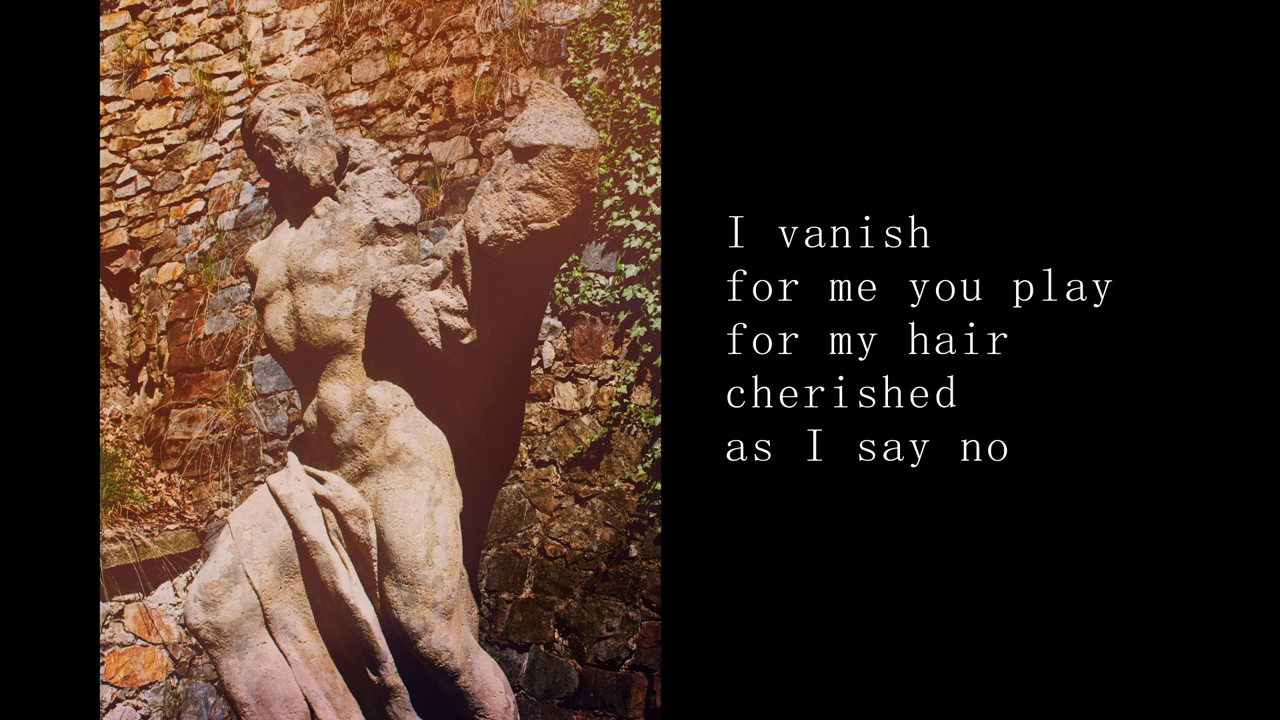 I vanish
for me you play
for my hair
cherished
as I say no